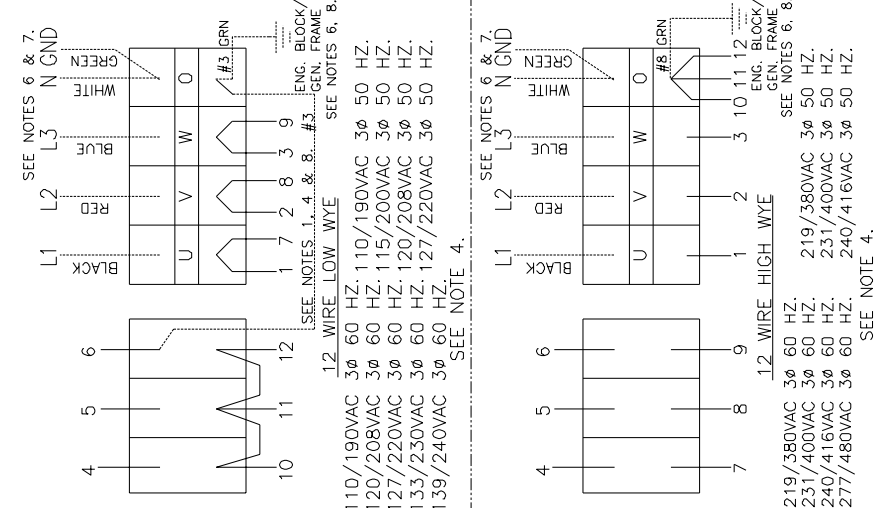 SEE NOTES 6 & 7.
L1 L2 L3 N GND
BLACK RED BLUE WHITE GREEN
U V W O
#3 GRN
1 7 2 8 3 9
SEE NOTES 1, 4 & 8. #3
ENG. BLOCK/
GEN. FRAME
SEE NOTES 6, 8.
4 5 6
10 11 12
12 WIRE LOW WYE
110/190VAC 3ø 60 HZ. 110/190VAC 3ø 50 HZ.
120/208VAC 3ø 60 HZ. 115/200VAC 3ø 50 HZ.
127/220VAC 3ø 60 HZ. 120/208VAC 3ø 50 HZ.
133/230VAC 3ø 60 HZ. 127/220VAC 3ø 50 HZ.
139/240VAC 3ø 60 HZ.
SEE NOTE 4.
SEE NOTES 6 & 7.
L1 L2 L3 N GND
BLACK RED BLUE WHITE GREEN
U V W O
#8 GRN
1 2 3 10 11 12
ENG. BLOCK/
GEN. FRAME
SEE NOTES 6, 8.
4 5 6
7 8 9
12 WIRE HIGH WYE
219/380VAC 3ø 60 HZ. 219/380VAC 3ø 50 HZ.
231/400VAC 3ø 60 HZ. 231/400VAC 3ø 50 HZ.
240/416VAC 3ø 60 HZ. 240/416VAC 3ø 50 HZ.
277/480VAC 3ø 60 HZ.
SEE NOTE 4.